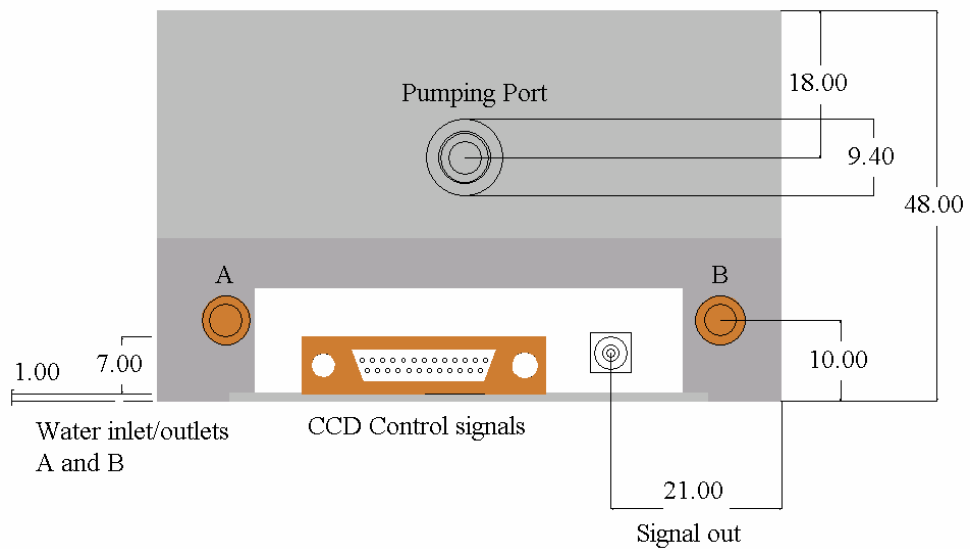 18.00
Pumping Port
9.40
48.00
A
B
7.00
1.00
10.00
Water inlet/outlets
A and B
CCD Control signals
21.00
Signal out